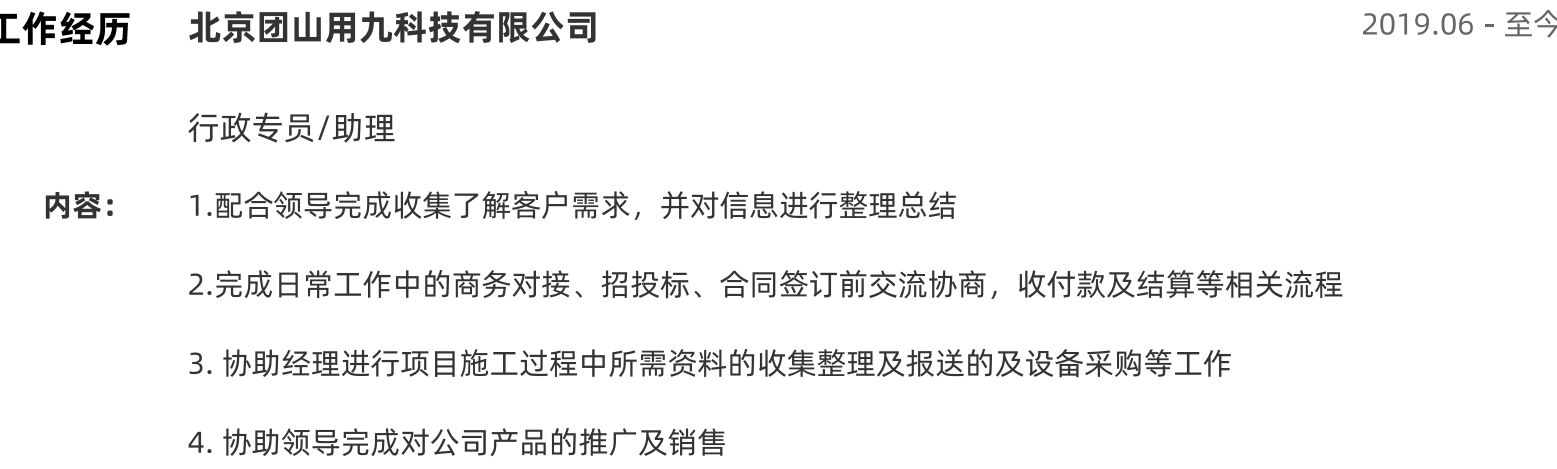 工作经历 北京团山用九科技有限公司 2019.06 - 至今
行政专员/助理
内容： 1.配合领导完成收集了解客户需求，并对信息进行整理总结
2.完成日常工作中的商务对接、招投标、合同签订前交流协商，收付款及结算等相关流程
3. 协助经理进行项目施工过程中所需资料的收集整理及报送的及设备采购等工作
4. 协助领导完成对公司产品的推广及销售